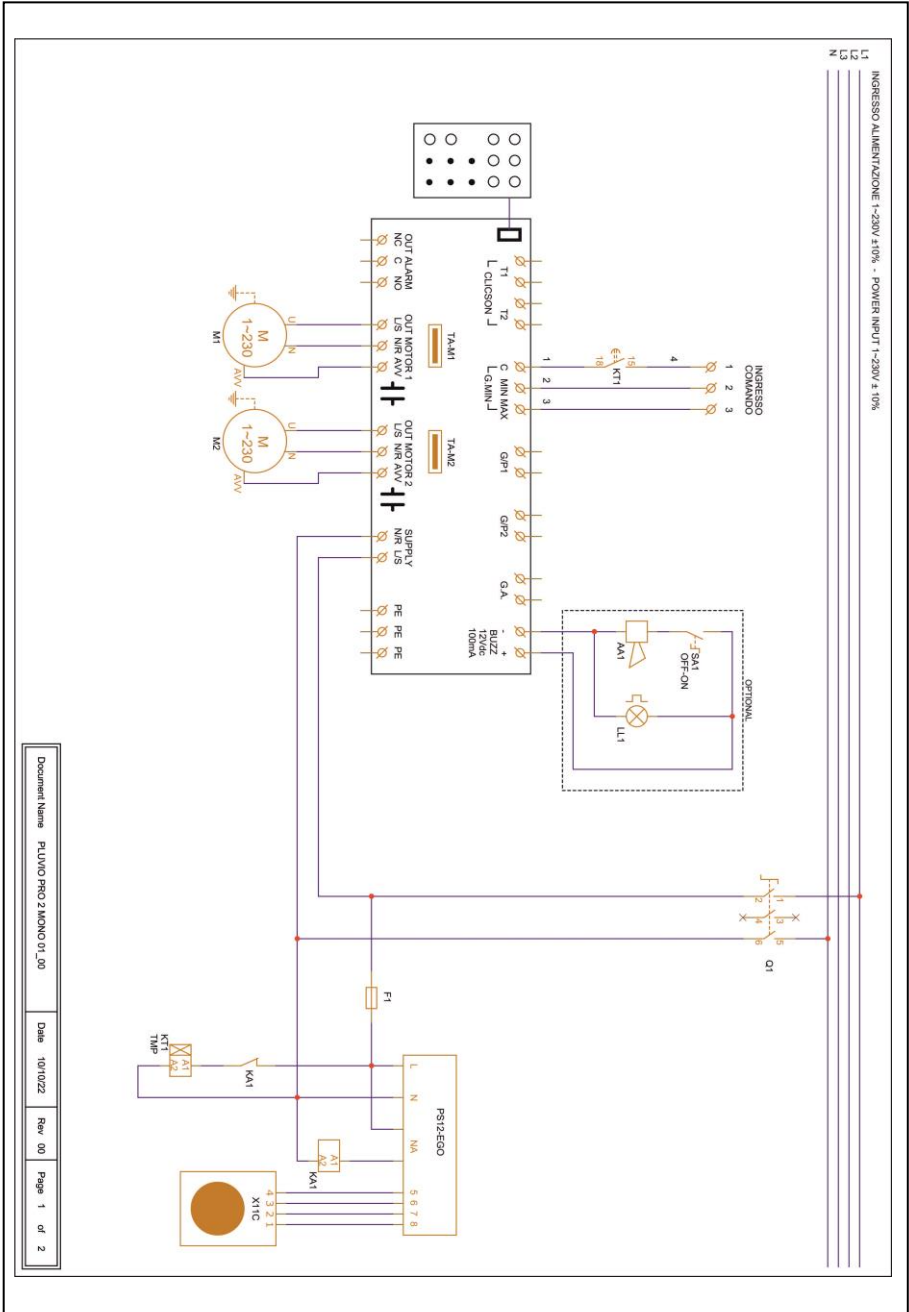 L1
L2
L3
N
INGRESSO ALIMENTAZIONE 1~230V ±10% - POWER INPUT 1~230V ± 10%
INGRESSO
COMANDO
1
2
3
4
15
18
KT1
1
2
3
T1
T2
CLICSON
C
MIN
MAX
G.MIN
G/P1
G/P2
G.A.
-
+
BUZZ
12Vdc
100mA
OPTIONAL
SA1
OFF-ON
AA1
LL1
TA-M1
TA-M2
OUT ALARM
NC
C
NO
OUT MOTOR 1
L/S
N/R
AVV
OUT MOTOR 2
L/S
N/R
AVV
SUPPLY
N/R
L/S
PE
PE
PE
U
N
AVV
M
1~230
M1
U
N
AVV
M
1~230
M2
1
2
3
4
5
6
Q1
F1
PS12-EGO
L
N
NA
5
6
7
8
KA1
A1
A2
KT1
TMP
A1
A2
KA1
4
3
2
1
X11C
Document Name PLUVIO PRO 2 MONO 01_00
Date 10/10/22
Rev 00
Page 1 of 2